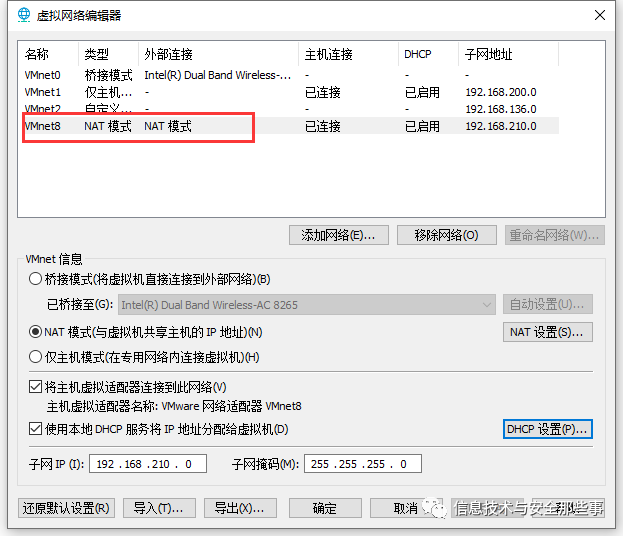 虚拟网络编辑器
名称 类型 外部连接 主机连接 DHCP 子网地址
VMnet0 桥接模式 Intel(R) Dual Band Wireless-... - - -
VMnet1 仅主机... - 已连接 已启用 192.168.200.0
VMnet2 自定义... - - - 192.168.136.0
VMnet8 NAT 模式 NAT 模式 已连接 已启用 192.168.210.0
添加网络(E)... 移除网络(O) 重命名网络(W)...
VMnet 信息
桥接模式(将虚拟机直接连接到外部网络)(B)
已桥接至(G): Intel(R) Dual Band Wireless-AC 8265 自动设置(U)...
NAT 模式(与虚拟机共享主机的 IP 地址)(N) NAT 设置(S)...
仅主机模式(在专用网络内连接虚拟机)(H)
将主机虚拟适配器连接到此网络(V)
主机虚拟适配器名称: VMware 网络适配器 VMnet8
使用本地 DHCP 服务将 IP 地址分配给虚拟机(D) DHCP 设置(P)...
子网 IP (I): 192 . 168 . 210 . 0 子网掩码(M): 255 . 255 . 255 . 0
还原默认设置(R) 导入(T)... 导出(X)... 确定 取消
信息技术与安全那些事